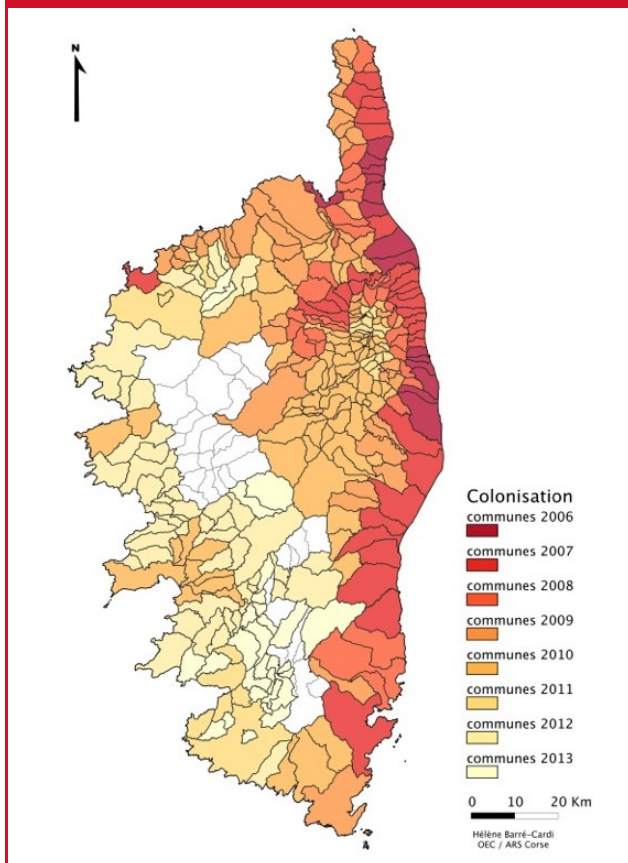 N
Colonisation
communes 2006
communes 2007
communes 2008
communes 2009
communes 2010
communes 2011
communes 2012
communes 2013
0 10 20 Km
Hélène Barré-Cardi
OEC / ARS Corse